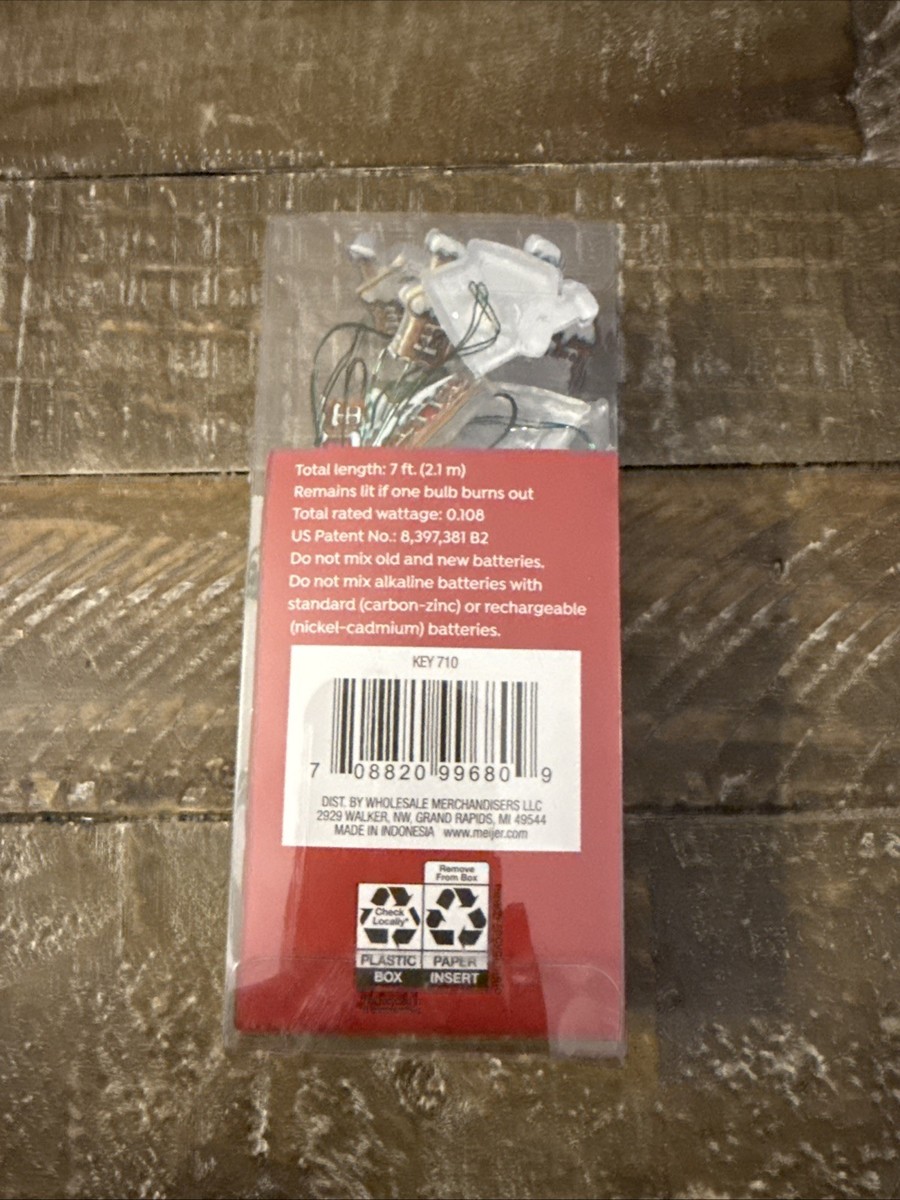 Total length: 7 ft. (2.1 m)
Remains lit if one bulb burns out
Total rated wattage: 0.108
US Patent No.: 8,397,381 B2
Do not mix old and new batteries.
Do not mix alkaline batteries with
standard (carbon-zinc) or rechargeable
(nickel-cadmium) batteries.
KEY 710
7 08820 99680 9
DIST. BY WHOLESALE MERCHANDISERS LLC
2929 WALKER, NW, GRAND RAPIDS, MI 49544
MADE IN INDONESIA www.meijer.com
Remove
From Box
Check
Locally*
PLASTIC PAPER
BOX INSERT